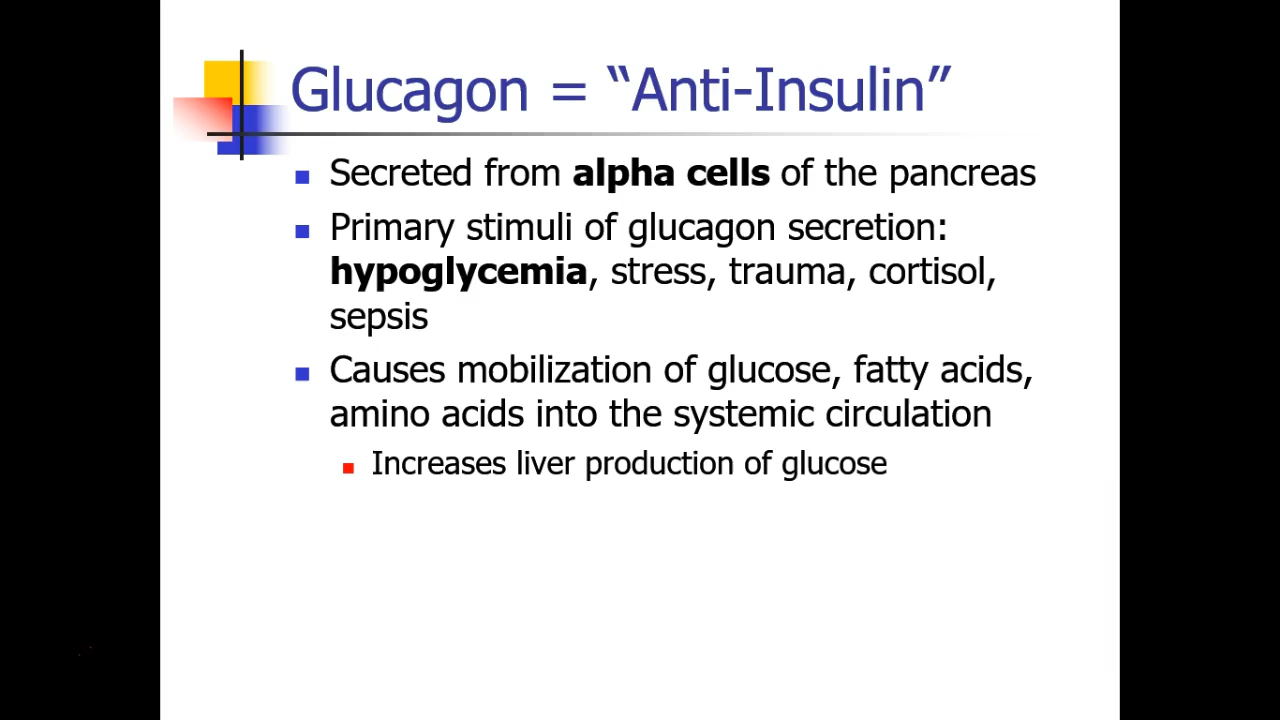 Glucagon = “Anti-Insulin”
Secreted from alpha cells of the pancreas
Primary stimuli of glucagon secretion:
hypoglycemia, stress, trauma, cortisol,
sepsis
Causes mobilization of glucose, fatty acids,
amino acids into the systemic circulation
Increases liver production of glucose